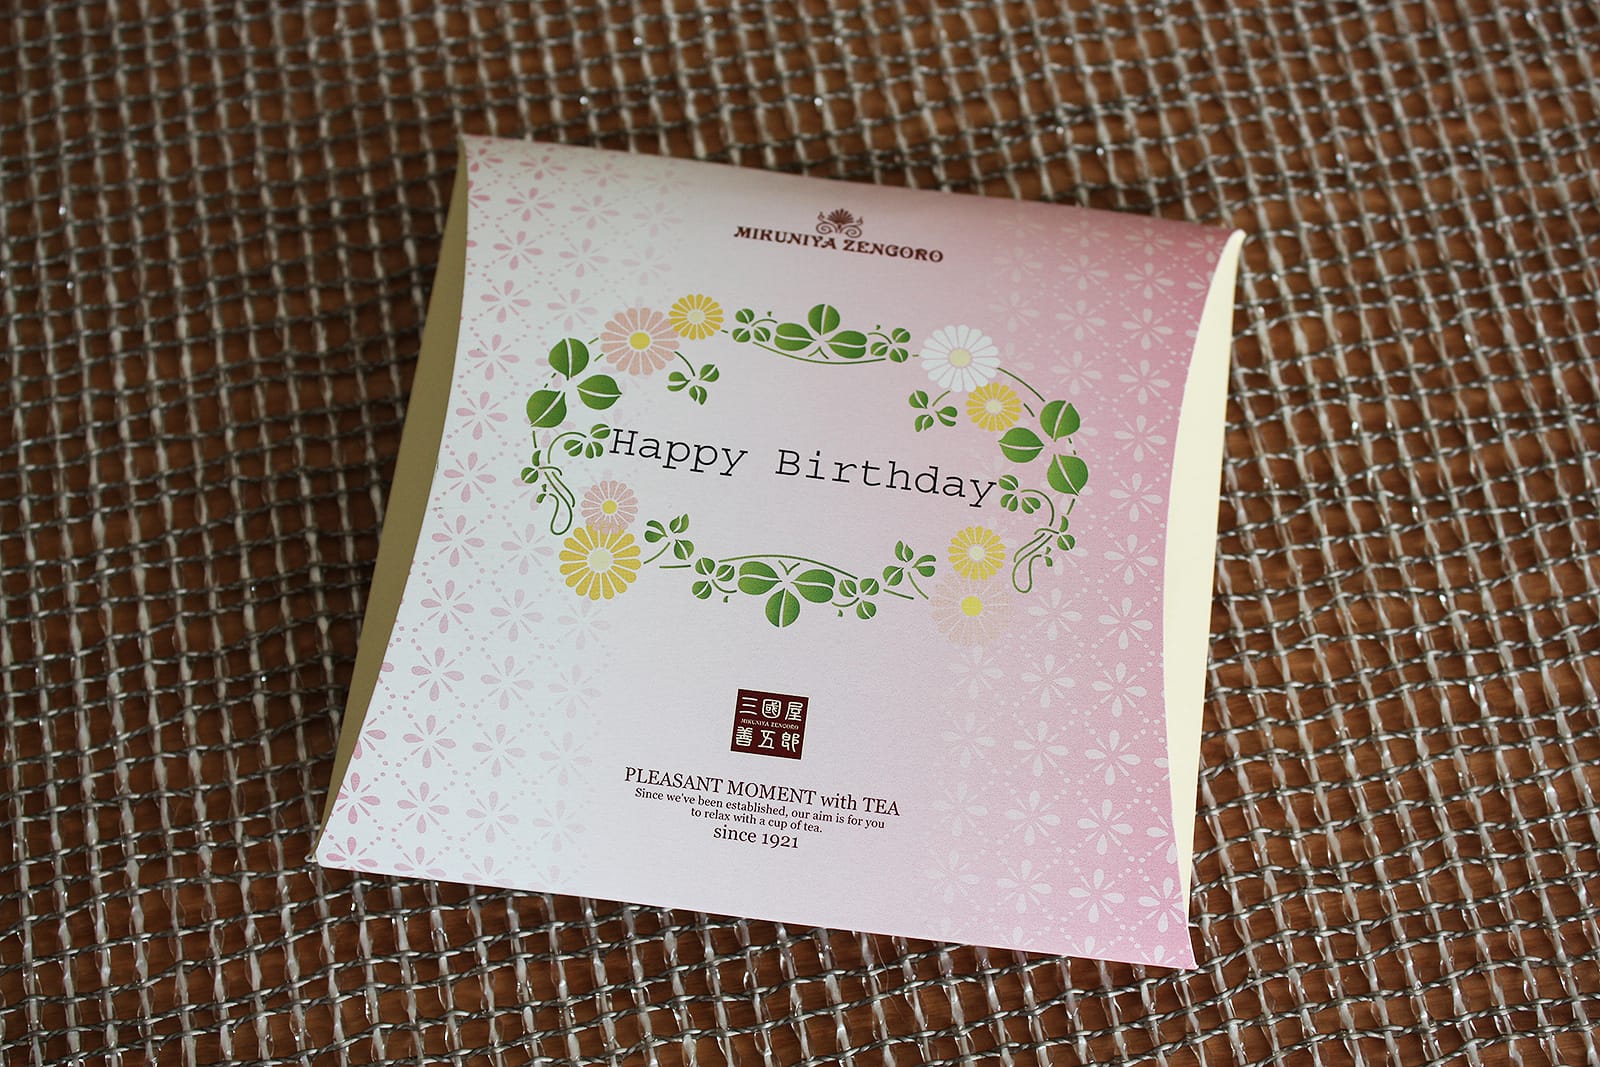 MIKUNIYA ZENGORO
Happy Birthday
三國屋
MIKUNIYA ZENGORO
善五郎
PLEASANT MOMENT with TEA
Since we've been established, our aim is for you
to relax with a cup of tea.
since 1921